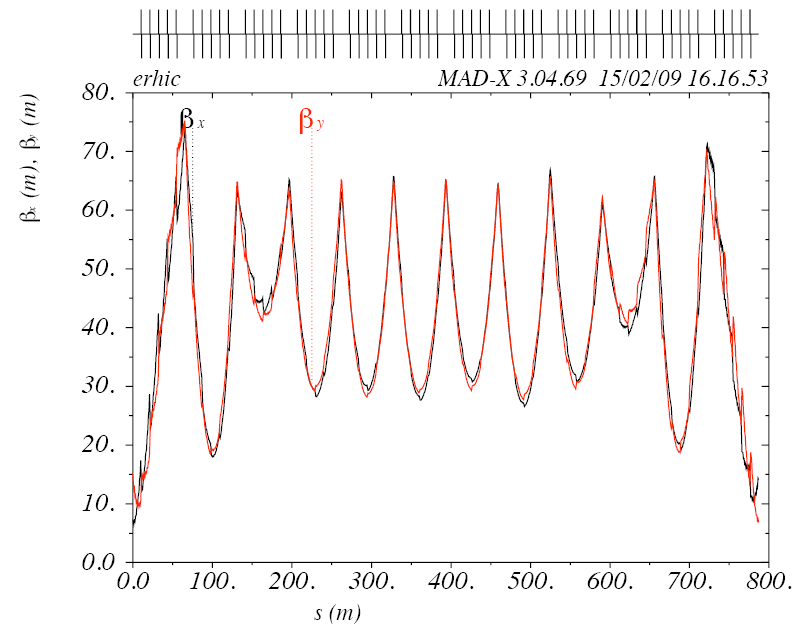 erhic MAD-X 3.04.69 15/02/09 16.16.53
βx (m), βy (m)
βx βy
80.
70.
60.
50.
40.
30.
20.
10.
0.0
0.0 100. 200. 300. 400. 500. 600. 700. 800.
s (m)